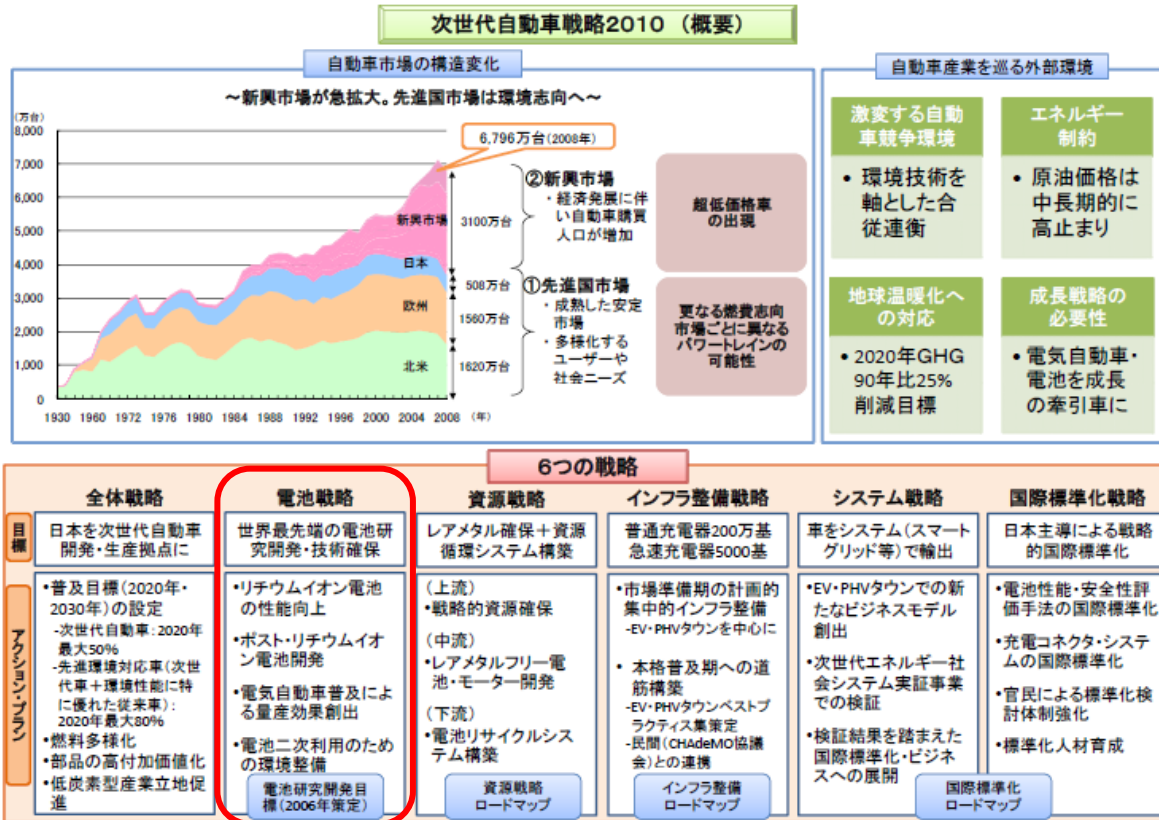 次世代自動車戦略2010 （概要）
自動車市場の構造変化
～新興市場が急拡大。先進国市場は環境志向へ～
(万台)
8,000
7,000
6,000
5,000
4,000
3,000
2,000
1,000
0
1930 1960 1972 1976 1980 1984 1988 1992 1996 2000 2004 2008 (年)
6,796万台(2008年)
新興市場
日本
欧州
北米
3100万台
508万台
1560万台
1620万台
②新興市場
・経済発展に伴
い自動車購買
人口が増加
①先進国市場
・成熟した安定
市場
・多様化する
ユーザーや
社会ニーズ
超低価格車
の出現
更なる燃費志向
市場ごとに異なる
パワートレインの
可能性
自動車産業を巡る外部環境
激変する自動
車競争環境
• 環境技術を
軸とした合
従連衡
エネルギー
制約
• 原油価格は
中長期的に
高止まり
地球温暖化へ
の対応
• 2020年GHG
90年比25%
削減目標
成長戦略の
必要性
• 電気自動車・
電池を成長
の牽引車に
6つの戦略
目標
アクション・プラン
全体戦略
日本を次世代自動車
開発・生産拠点に
•普及目標(2020年・
2030年)の設定
-次世代自動車：2020年
最大50%
-先進環境対応車(次世
代車＋環境性能に特
に優れた従来車)：
2020年最大80%
•燃料多様化
•部品の高付加価値化
•低炭素型産業立地促
進
電池戦略
世界最先端の電池研
究開発・技術確保
•リチウムイオン電池
の性能向上
•ポスト・リチウムイオ
ン電池開発
•電気自動車普及によ
る量産効果創出
•電池二次利用のため
の環境整備
電池研究開発目
標(2006年策定)
資源戦略
レアメタル確保＋資源
循環システム構築
(上流)
•戦略的資源確保
(中流)
•レアメタルフリー電
池・モーター開発
(下流)
•電池リサイクルシス
テム構築
資源戦略
ロードマップ
インフラ整備戦略
普通充電器200万基
急速充電器5000基
•市場準備期の計画的
集中的インフラ整備
-EV・PHVタウンを中心に
• 本格普及期への道
筋構築
-EV・PHVタウンベストプ
ラクティス集策定
-民間(CHAdeMO協議
会)との連携
インフラ整備
ロードマップ
システム戦略
車をシステム(スマート
グリッド等)で輸出
•EV・PHVタウンでの新
たなビジネスモデル
創出
•次世代エネルギー社
会システム実証事業
での検証
•検証結果を踏まえた
国際標準化・ビジネ
スへの展開
国際標準化戦略
日本主導による戦略
的国際標準化
•電池性能・安全性評
価手法の国際標準化
•充電コネクタ・システ
ムの国際標準化
•官民による標準化検
討体制強化
•標準化人材育成
国際標準化
ロードマップ